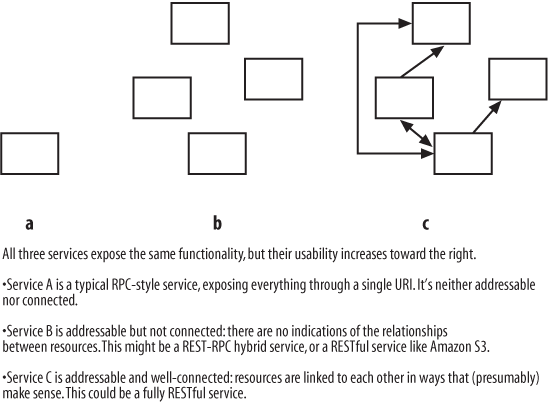 a b c
All three services expose the same functionality, but their usability increases toward the right.
•Service A is a typical RPC-style service, exposing everything through a single URI. It's neither addressable
nor connected.
•Service B is addressable but not connected: there are no indications of the relationships
between resources. This might be a REST-RPC hybrid service, or a RESTful service like Amazon S3.
•Service C is addressable and well-connected: resources are linked to each other in ways that (presumably)
make sense. This could be a fully RESTful service.